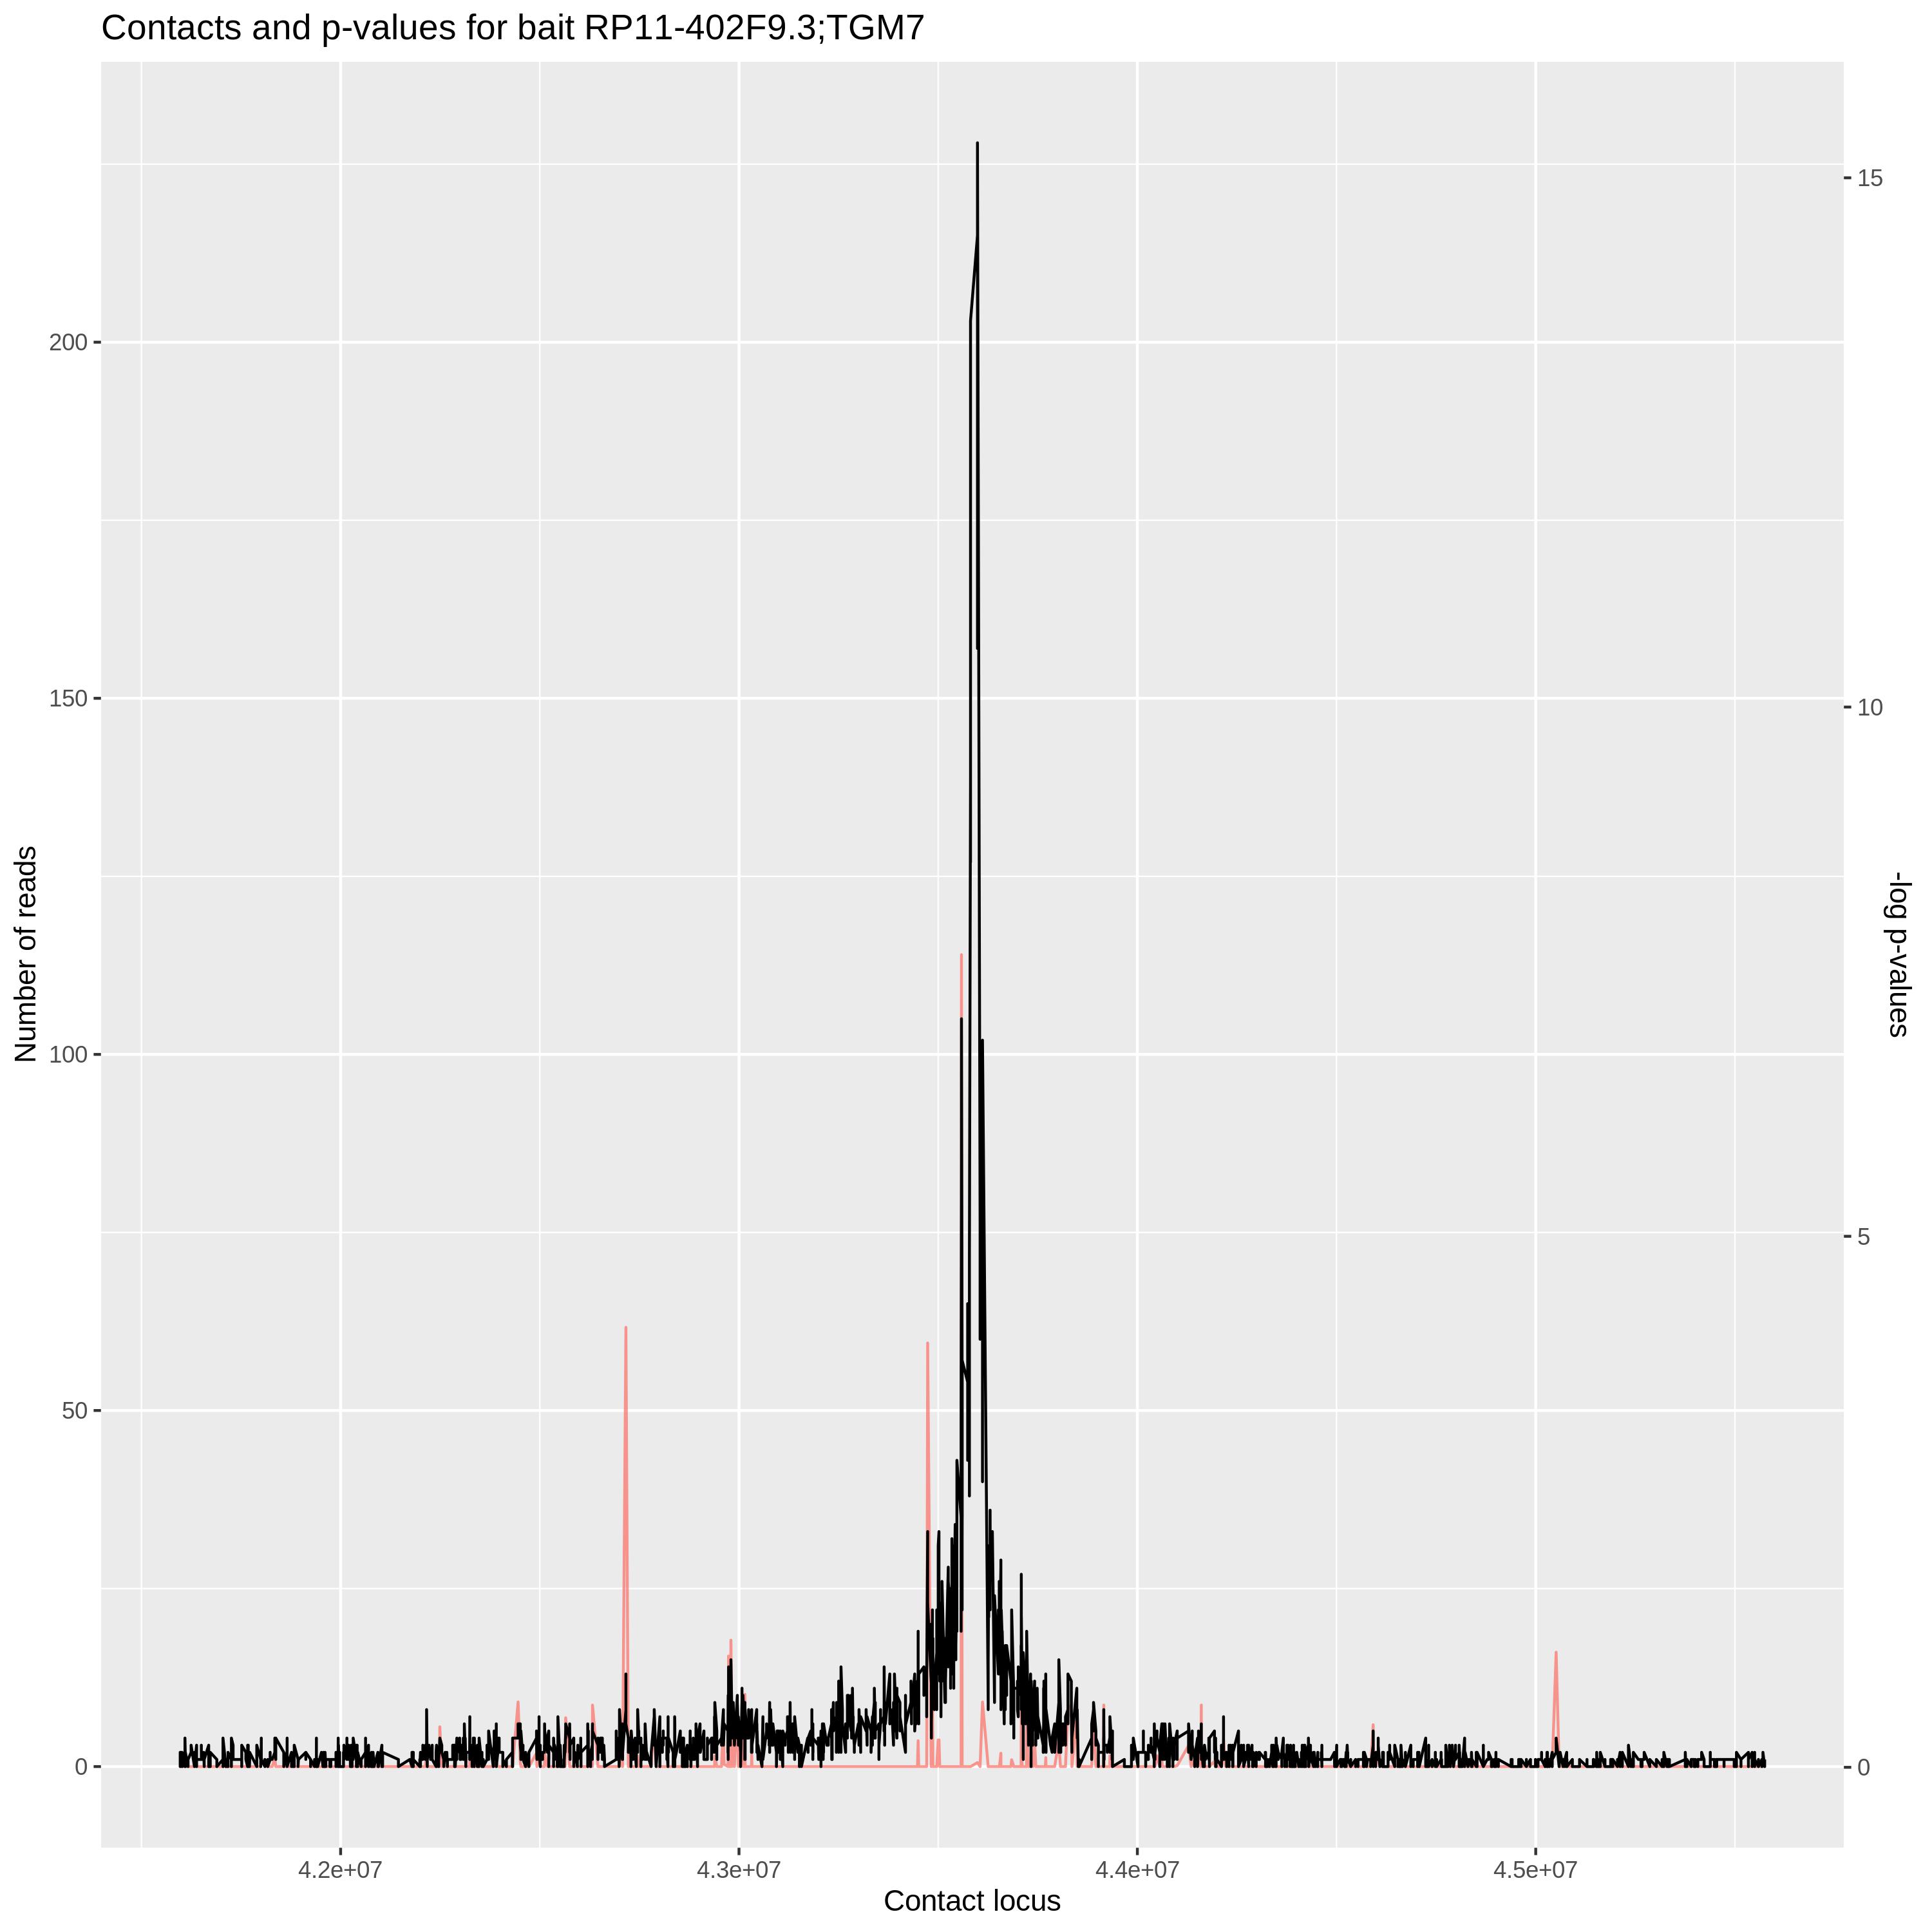 Contacts and p-values for bait RP11-402F9.3;TGM7
200
150
100
50
0
Number of reads
15
10
5
0
-log p-values
4.2e+07
4.3e+07
4.4e+07
4.5e+07
Contact locus